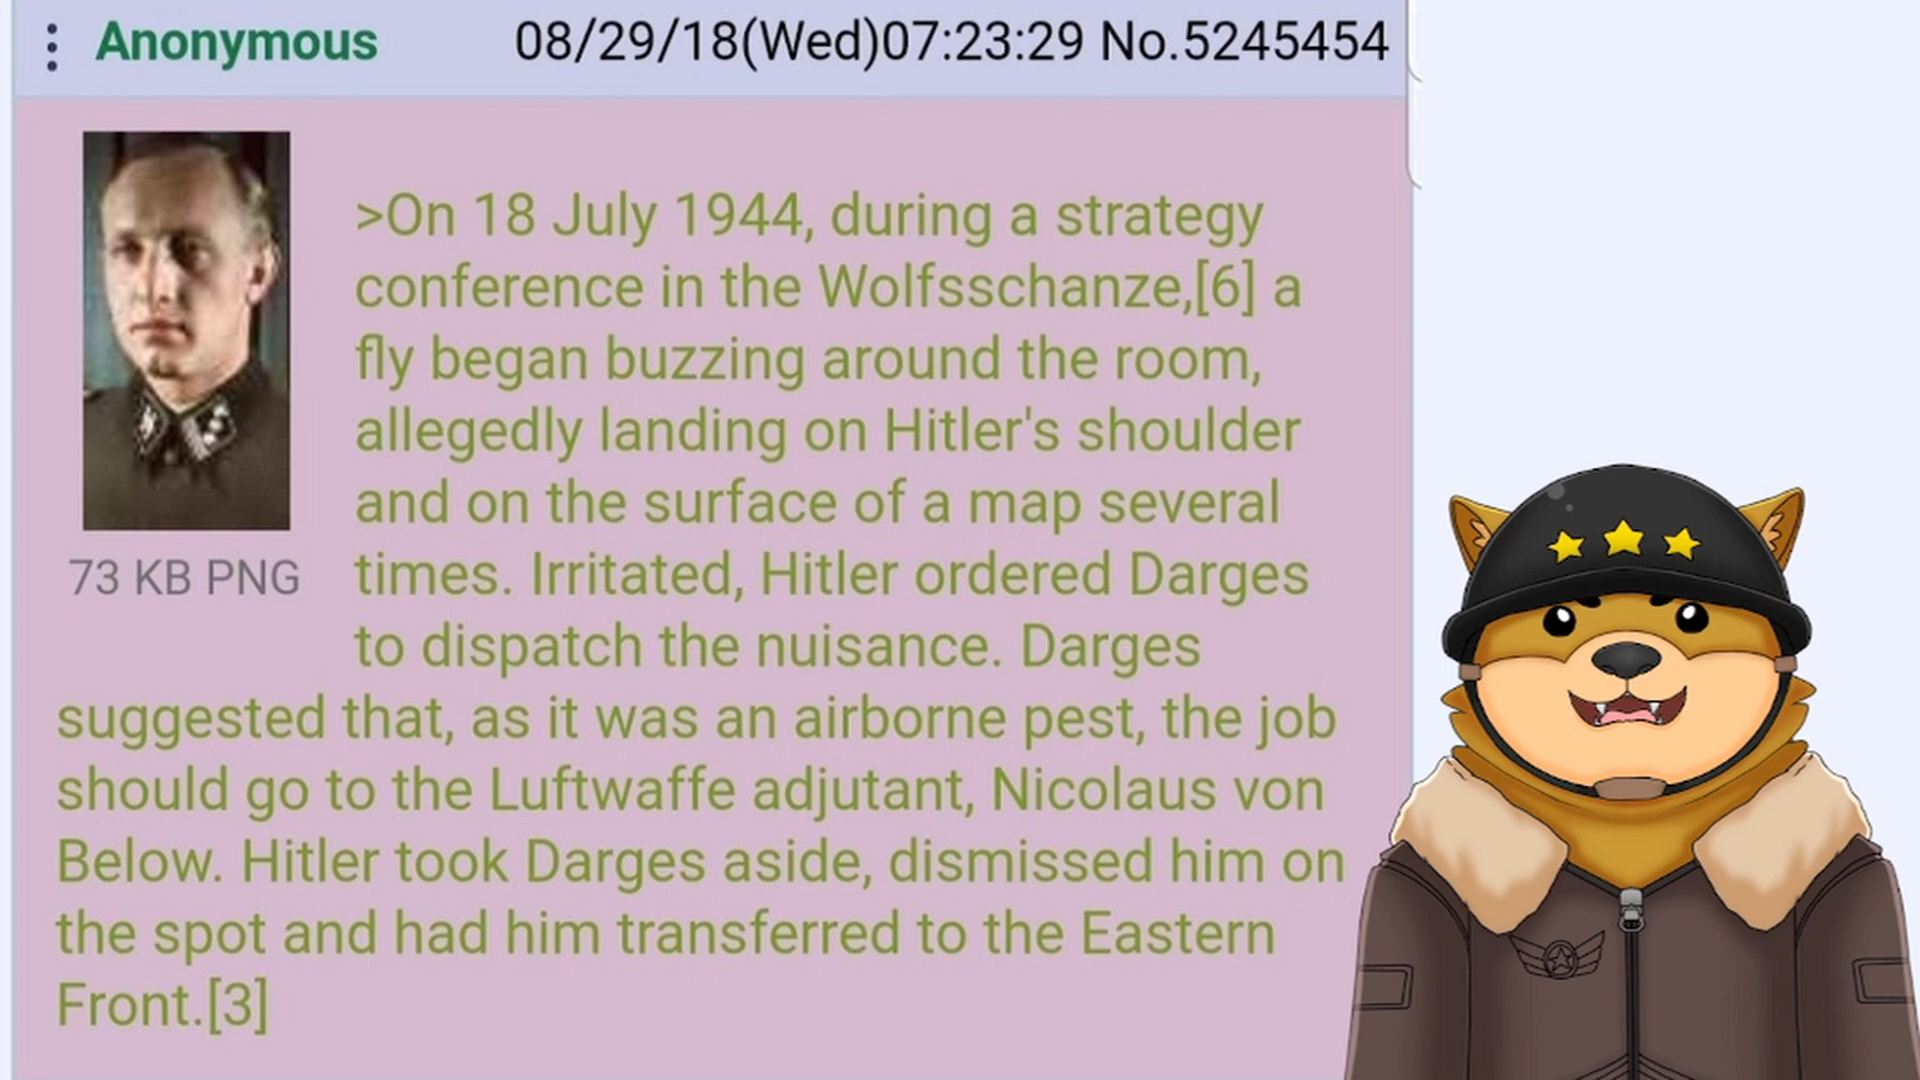 Anonymous 08/29/18(Wed)07:23:29 No.5245454
>On 18 July 1944, during a strategy
conference in the Wolfsschanze,[6] a
fly began buzzing around the room,
allegedly landing on Hitler's shoulder
and on the surface of a map several
times. Irritated, Hitler ordered Darges
to dispatch the nuisance. Darges
suggested that, as it was an airborne pest, the job
should go to the Luftwaffe adjutant, Nicolaus von
Below. Hitler took Darges aside, dismissed him on
the spot and had him transferred to the Eastern
Front.[3]
73 KB PNG